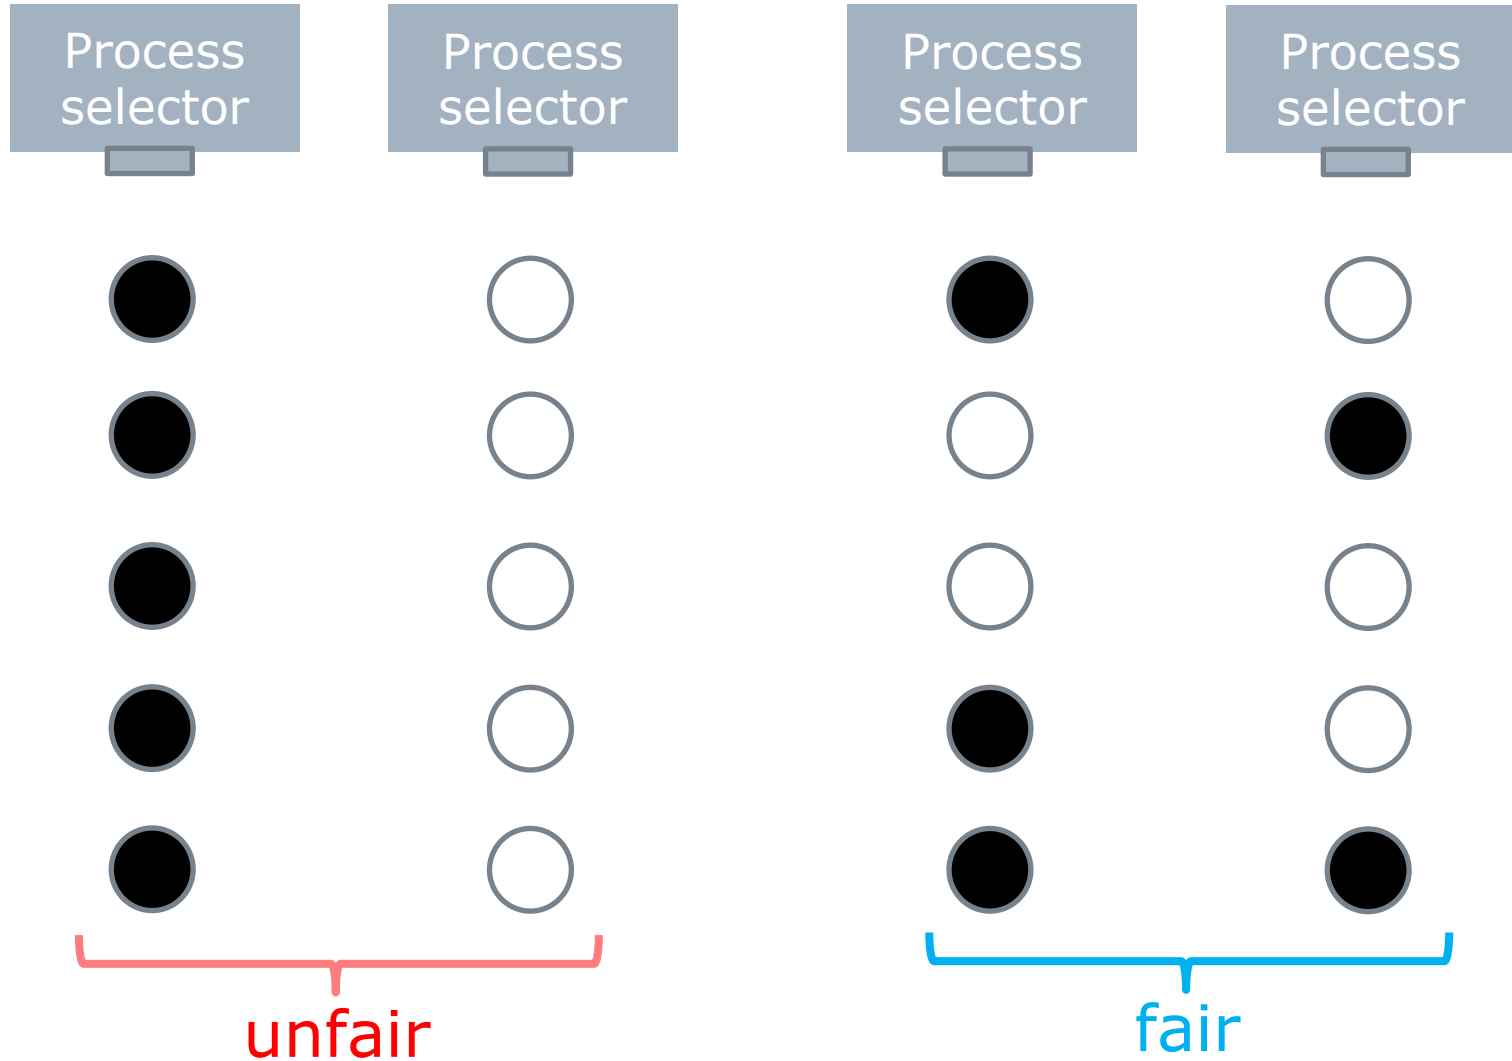 Process
selector
Process
selector
Process
selector
Process
selector
unfair
fair